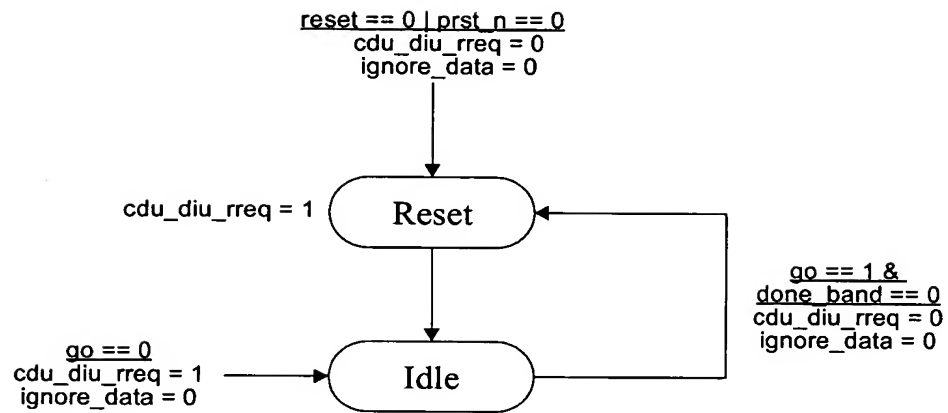 reset == 0 | prst_n == 0
cdu_diu_rreq = 0
ignore_data = 0
cdu_diu_rreq = 1
Reset
go == 1 &
done_band == 0
cdu_diu_rreq = 0
ignore_data = 0
go == 0
cdu_diu_rreq = 1
ignore_data = 0
Idle